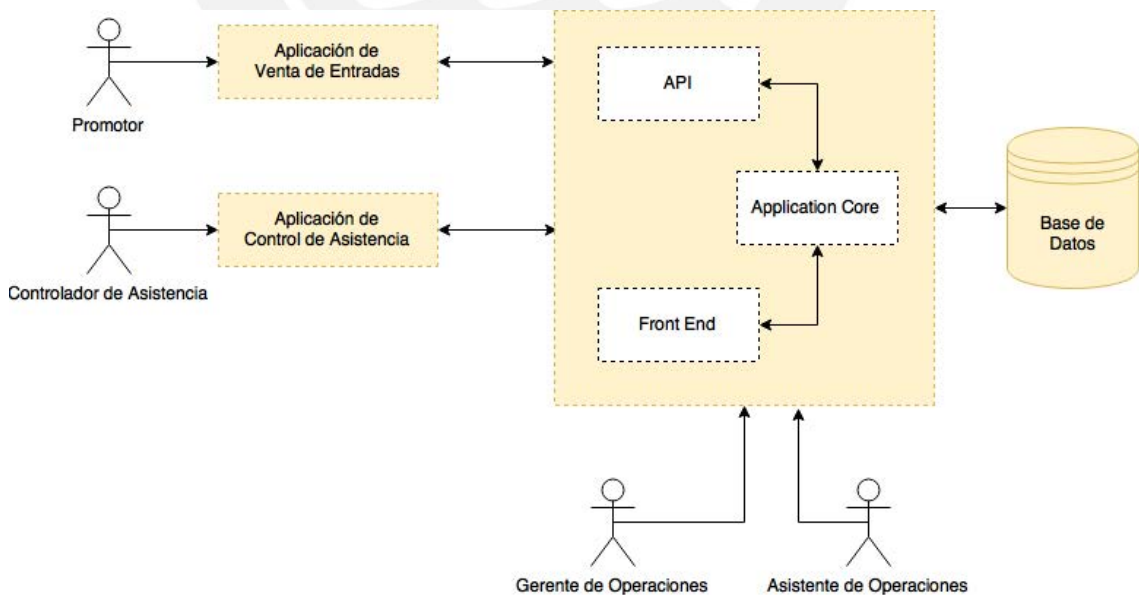 Aplicación de
Venta de Entradas
API
Promotor
Application Core
Aplicación de
Control de Asistencia
Base de
Datos
Controlador de Asistencia
Front End
Gerente de Operaciones
Asistente de Operaciones